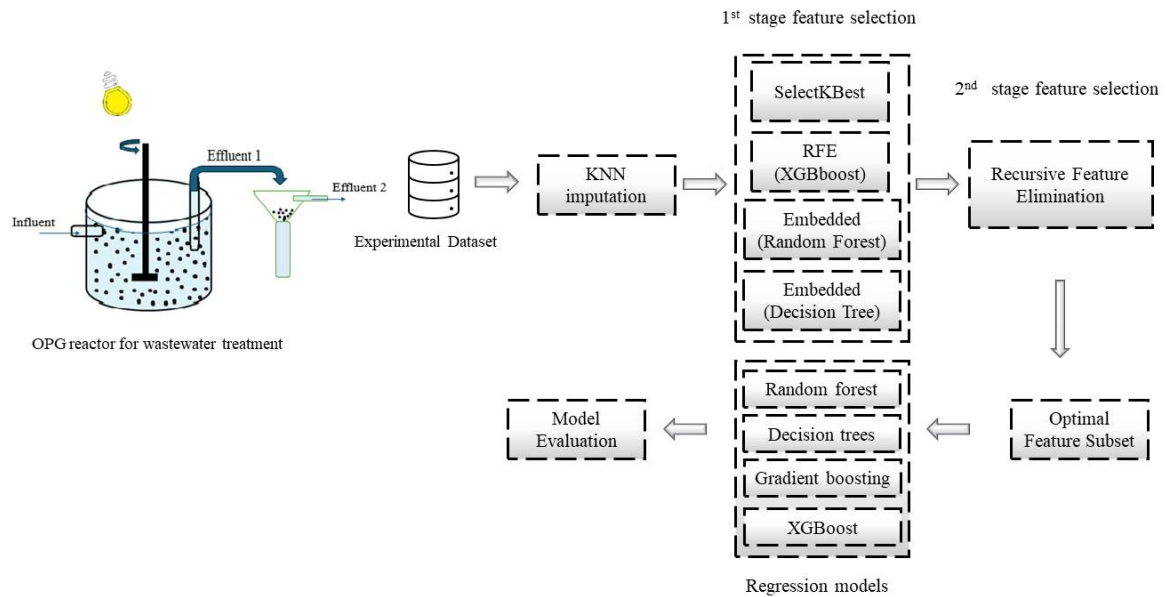 1st stage feature selection
2nd stage feature selection
Influent
Effluent 1
Effluent 2
OPG reactor for wastewater treatment
Experimental Dataset
KNN
imputation
SelectKBest
RFE
(XGBboost)
Embedded
(Random Forest)
Embedded
(Decision Tree)
Recursive Feature
Elimination
Optimal
Feature Subset
Random forest
Decision trees
Gradient boosting
XGBoost
Regression models
Model
Evaluation